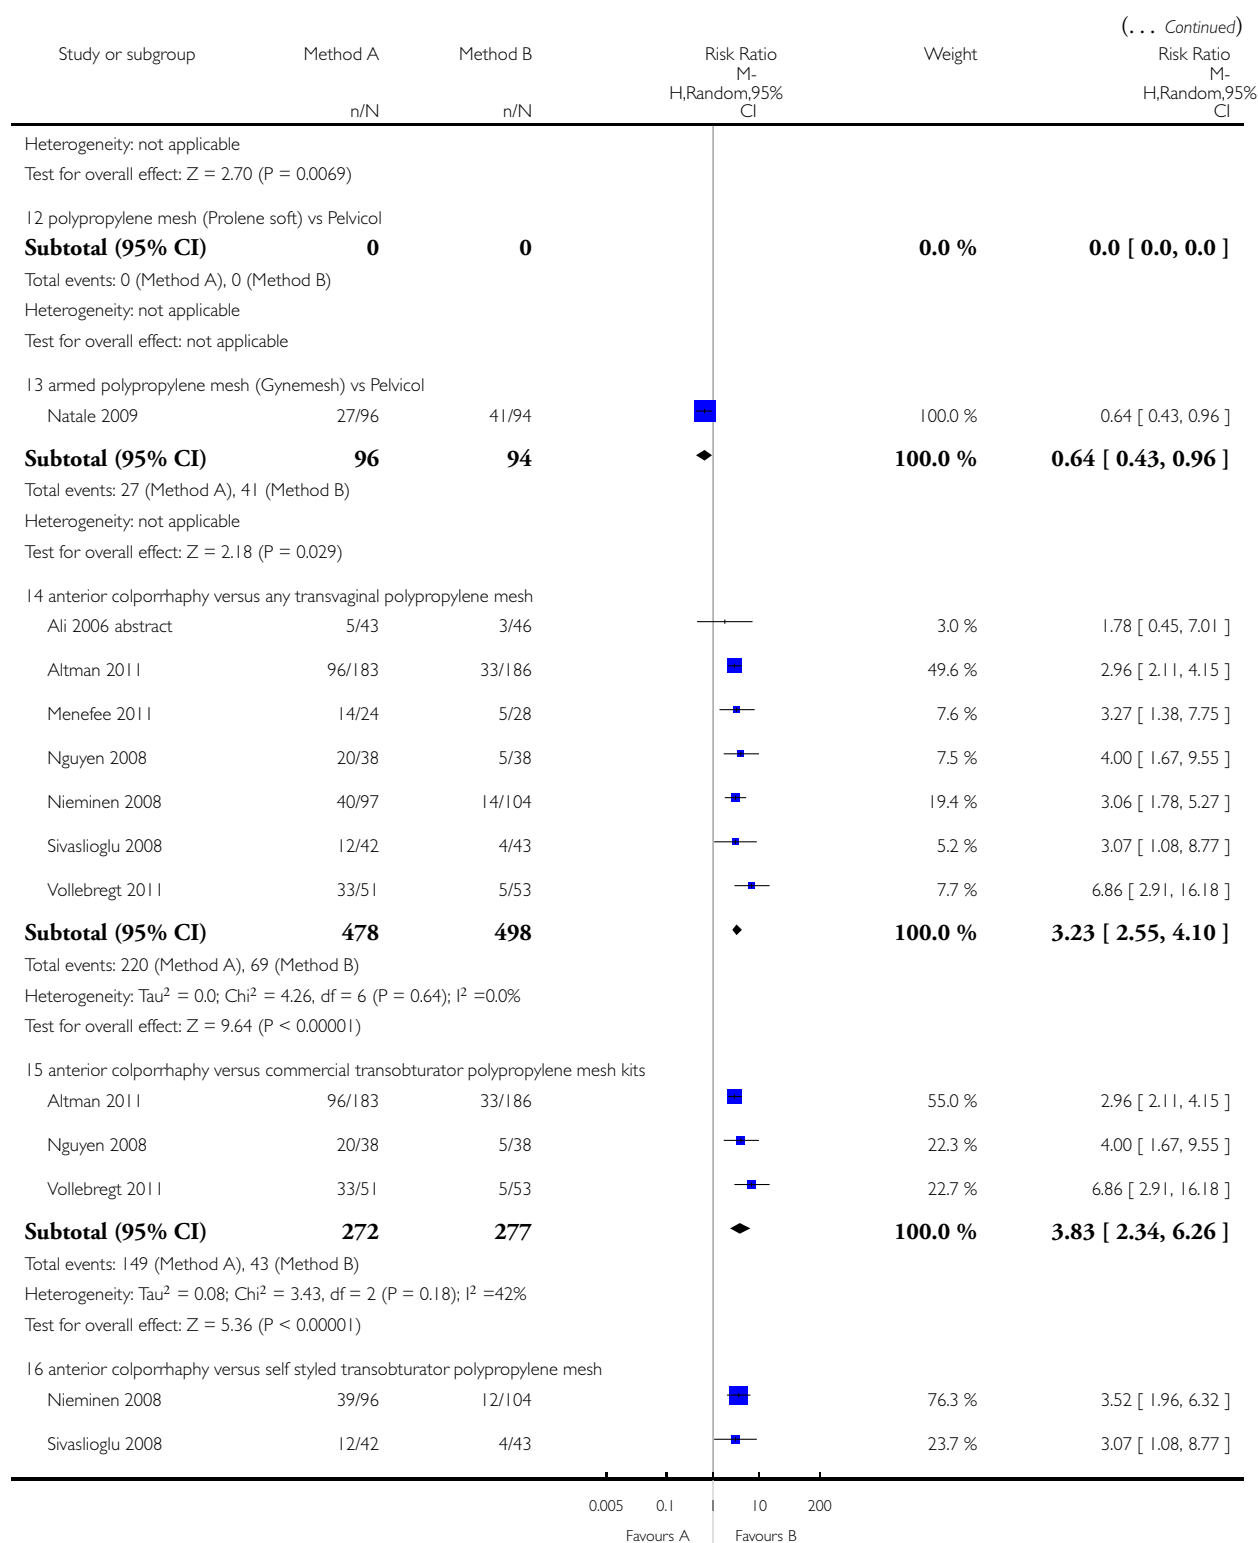 (... Continued)
Study or subgroup Method A Method B Risk Ratio Weight Risk Ratio
M- M-
H,Random,95% H,Random,95%
n/N n/N CI CI
Heterogeneity: not applicable
Test for overall effect: Z = 2.70 (P = 0.0069)
12 polypropylene mesh (Prolene soft) vs Pelvicol
Subtotal (95% CI) 0 0 0.0 % 0.0 [ 0.0, 0.0 ]
Total events: 0 (Method A), 0 (Method B)
Heterogeneity: not applicable
Test for overall effect: not applicable
13 armed polypropylene mesh (Gynemesh) vs Pelvicol
Natale 2009 27/96 41/94 100.0 % 0.64 [ 0.43, 0.96 ]
Subtotal (95% CI) 96 94 100.0 % 0.64 [ 0.43, 0.96 ]
Total events: 27 (Method A), 41 (Method B)
Heterogeneity: not applicable
Test for overall effect: Z = 2.18 (P = 0.029)
14 anterior colporrhaphy versus any transvaginal polypropylene mesh
Ali 2006 abstract 5/43 3/46 3.0 % 1.78 [ 0.45, 7.01 ]
Altman 2011 96/183 33/186 49.6 % 2.96 [ 2.11, 4.15 ]
Menefee 2011 14/24 5/28 7.6 % 3.27 [ 1.38, 7.75 ]
Nguyen 2008 20/38 5/38 7.5 % 4.00 [ 1.67, 9.55 ]
Nieminen 2008 40/97 14/104 19.4 % 3.06 [ 1.78, 5.27 ]
Sivaslioglu 2008 12/42 4/43 5.2 % 3.07 [ 1.08, 8.77 ]
Vollebregt 2011 33/51 5/53 7.7 % 6.86 [ 2.91, 16.18 ]
Subtotal (95% CI) 478 498 100.0 % 3.23 [ 2.55, 4.10 ]
Total events: 220 (Method A), 69 (Method B)
Heterogeneity: Tau² = 0.0; Chi² = 4.26, df = 6 (P = 0.64); I² =0.0%
Test for overall effect: Z = 9.64 (P < 0.00001)
15 anterior colporrhaphy versus commercial transobturator polypropylene mesh kits
Altman 2011 96/183 33/186 55.0 % 2.96 [ 2.11, 4.15 ]
Nguyen 2008 20/38 5/38 22.3 % 4.00 [ 1.67, 9.55 ]
Vollebregt 2011 33/51 5/53 22.7 % 6.86 [ 2.91, 16.18 ]
Subtotal (95% CI) 272 277 100.0 % 3.83 [ 2.34, 6.26 ]
Total events: 149 (Method A), 43 (Method B)
Heterogeneity: Tau² = 0.08; Chi² = 3.43, df = 2 (P = 0.18); I² =42%
Test for overall effect: Z = 5.36 (P < 0.00001)
16 anterior colporrhaphy versus self styled transobturator polypropylene mesh
Nieminen 2008 39/96 12/104 76.3 % 3.52 [ 1.96, 6.32 ]
Sivaslioglu 2008 12/42 4/43 23.7 % 3.07 [ 1.08, 8.77 ]
0.005 0.1 1 10 200
Favours A Favours B